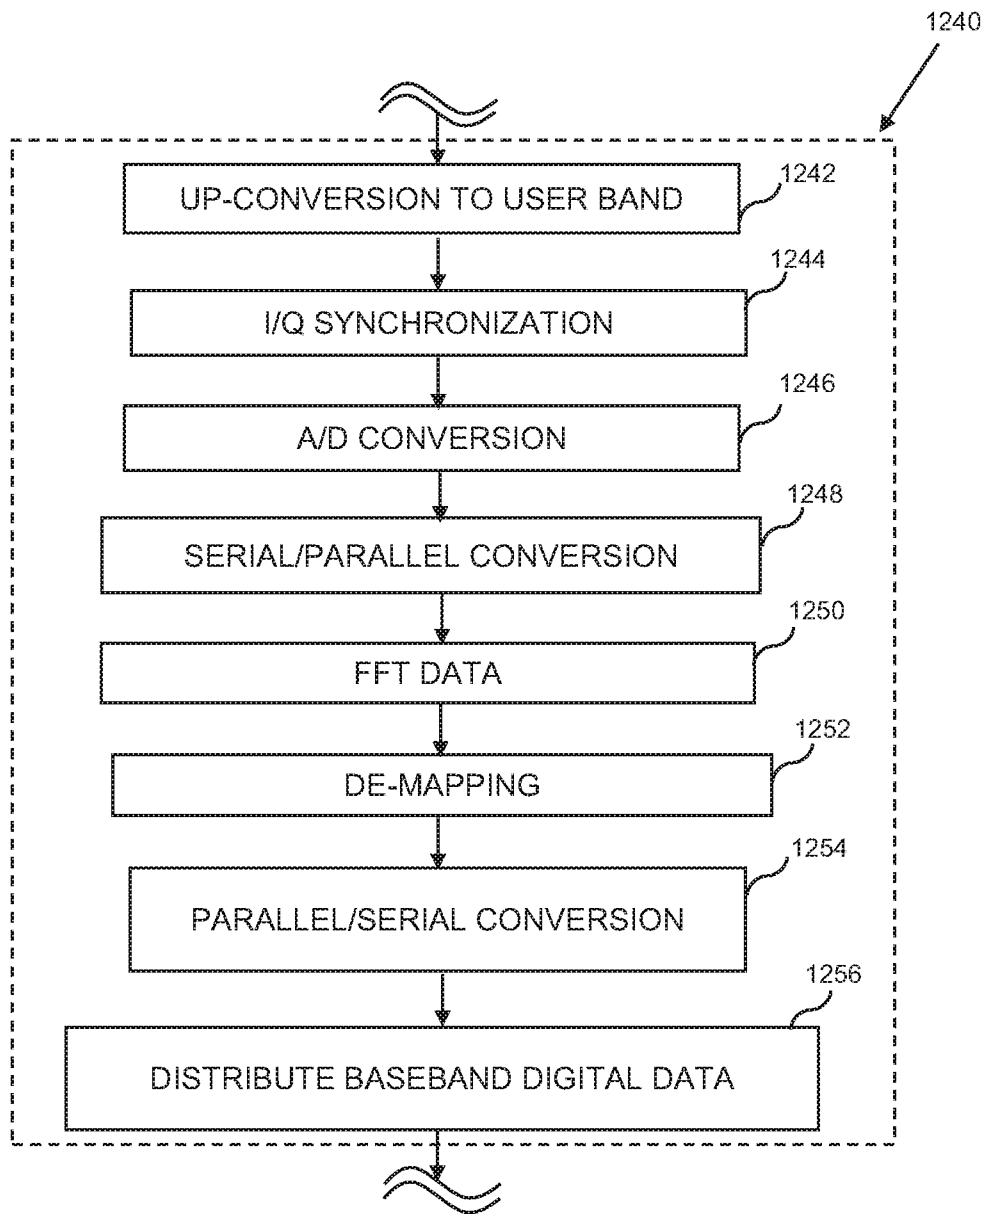 1240
UP-CONVERSION TO USER BAND
1242
I/Q SYNCHRONIZATION
1244
A/D CONVERSION
1246
SERIAL/PARALLEL CONVERSION
1248
FFT DATA
1250
DE-MAPPING
1252
PARALLEL/SERIAL CONVERSION
1254
DISTRIBUTE BASEBAND DIGITAL DATA
1256